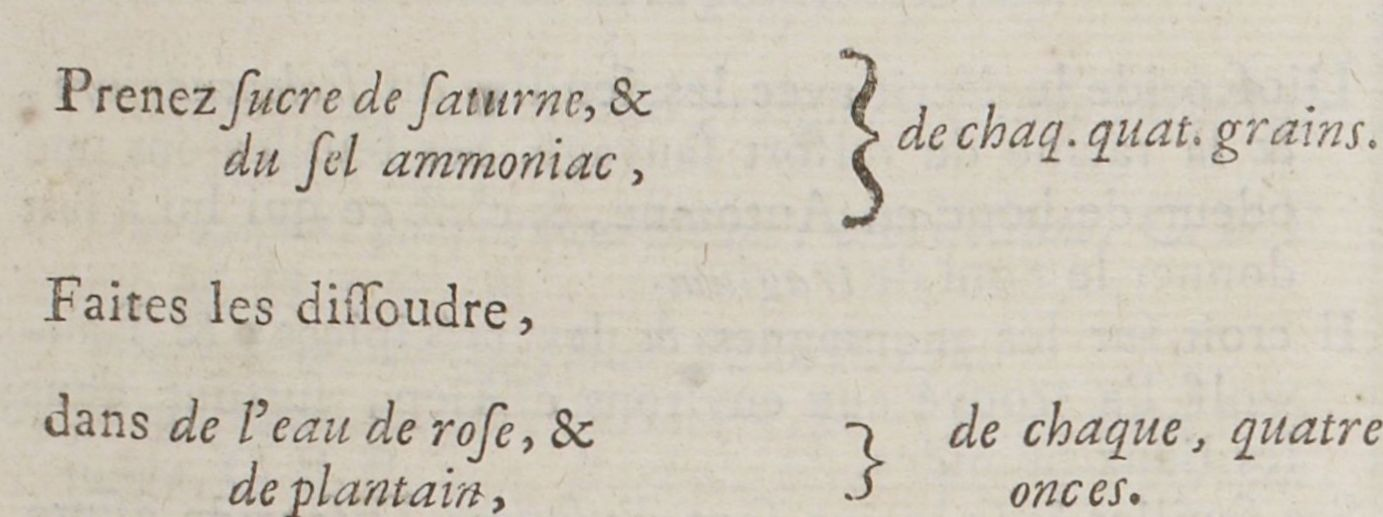 Prenez ſucre de ſaturne, & } de chaq. quat. grains.
du ſel ammoniac,
Faites les diſſoudre,
dans de l'eau de roſe, & } de chaque, quatre
de plantain, onces.